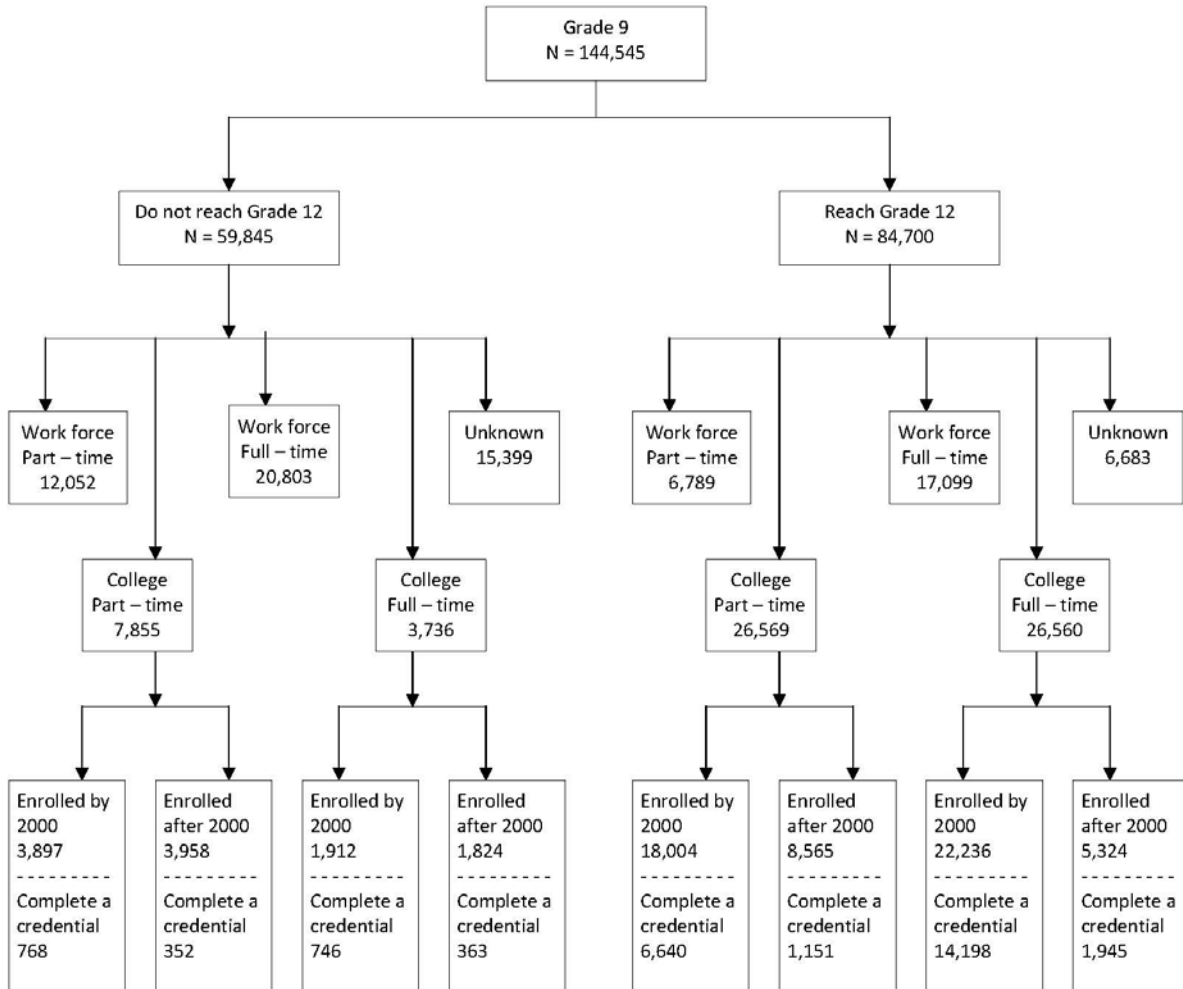 Grade 9
N = 144,545
Do not reach Grade 12
N = 59,845
Reach Grade 12
N = 84,700
Work force
Part – time
12,052
Work force
Full – time
20,803
Unknown
15,399
Work force
Part – time
6,789
Work force
Full – time
17,099
Unknown
6,683
College
Part – time
7,855
College
Full – time
3,736
College
Part – time
26,569
College
Full – time
26,560
Enrolled by
2000
3,897
- - - - - - - - -
Complete a
credential
768
Enrolled
after 2000
3,958
- - - - - - - - -
Complete a
credential
352
Enrolled by
2000
1,912
- - - - - - - - -
Complete a
credential
746
Enrolled
after 2000
1,824
- - - - - - - - -
Complete a
credential
363
Enrolled by
2000
18,004
- - - - - - - - -
Complete a
credential
6,640
Enrolled
after 2000
8,565
- - - - - - - - -
Complete a
credential
1,151
Enrolled by
2000
22,236
- - - - - - - - -
Complete a
credential
14,198
Enrolled
after 2000
5,324
- - - - - - - - -
Complete a
credential
1,945